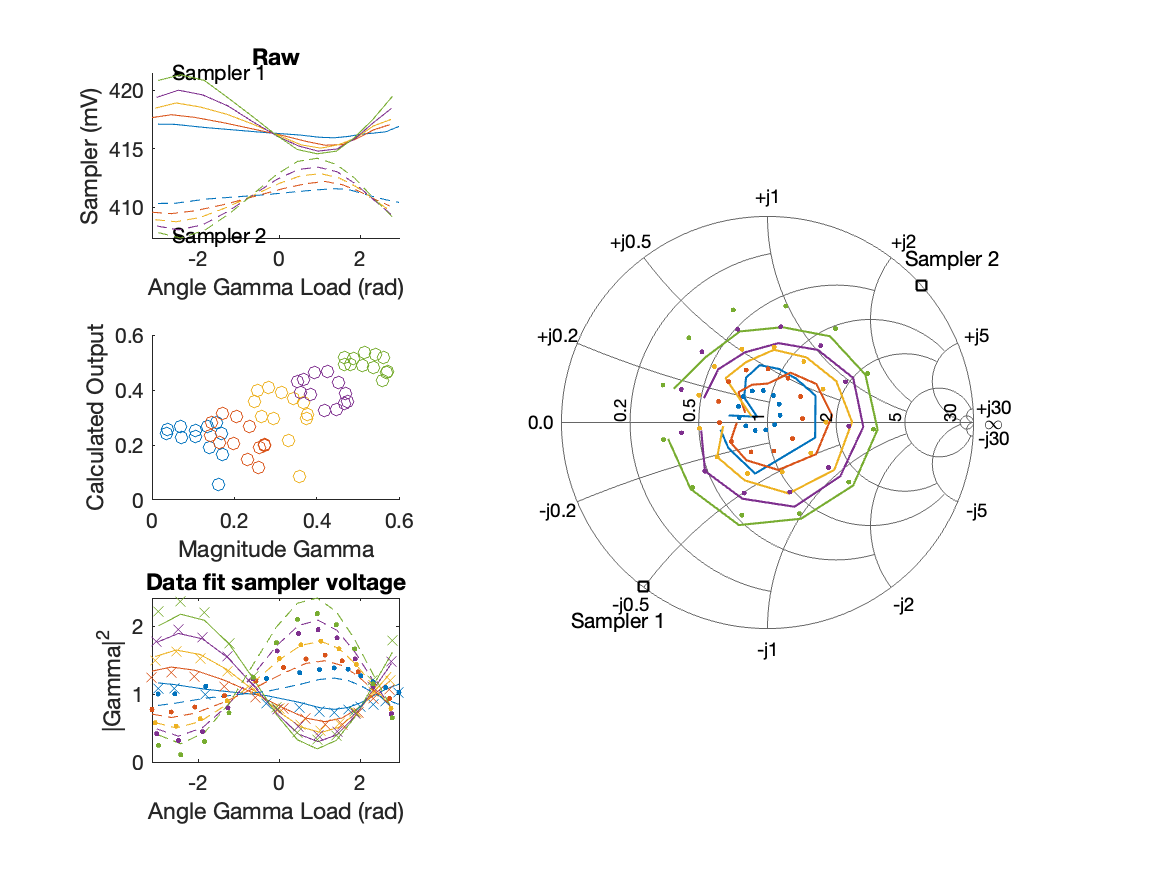 Raw
Sampler 1
Sampler 2
Sampler (mV)
420
415
410
-2
0
2
Angle Gamma Load (rad)
Calculated Output
0.6
0.4
0.2
0
0
0.2
0.4
0.6
Magnitude Gamma
Data fit sampler voltage
|Gamma|²
2
1
0
-2
0
2
Angle Gamma Load (rad)
+j1
+j0.5
+j2
Sampler 2
+j0.2
+j5
0.0
0.2
0.5
1
2
5
30
+j30
∞
-j30
-j0.2
-j5
-j0.5
Sampler 1
-j2
-j1